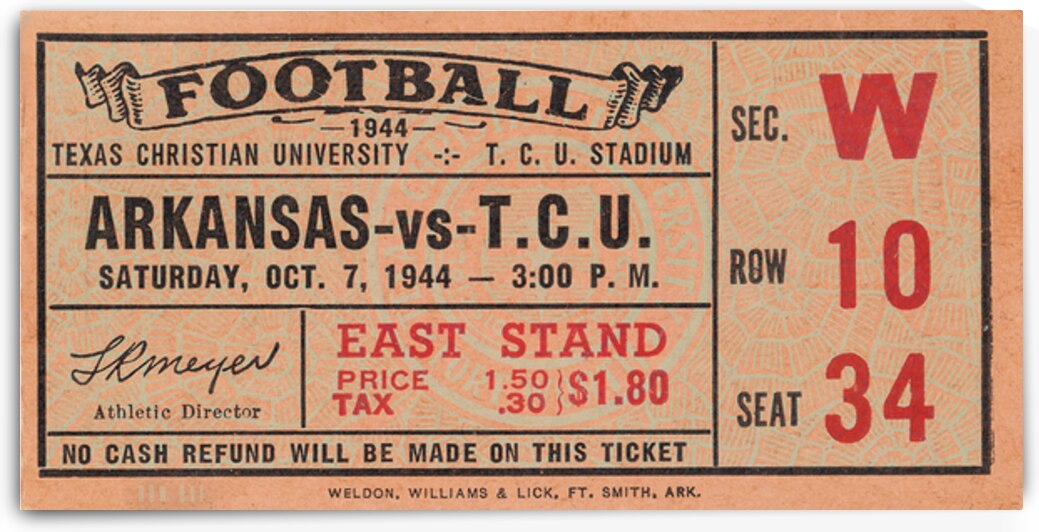 FOOTBALL
—1944—
TEXAS CHRISTIAN UNIVERSITY -:- T. C. U. STADIUM
ARKANSAS-vs-T.C.U.
SATURDAY, OCT. 7, 1944 — 3:00 P. M.
LRMeyer
Athletic Director
EAST STAND
PRICE 1.50
TAX .30
$1.80
NO CASH REFUND WILL BE MADE ON THIS TICKET
SEC. W
ROW 10
SEAT 34
WELDON, WILLIAMS & LICK, FT. SMITH, ARK.